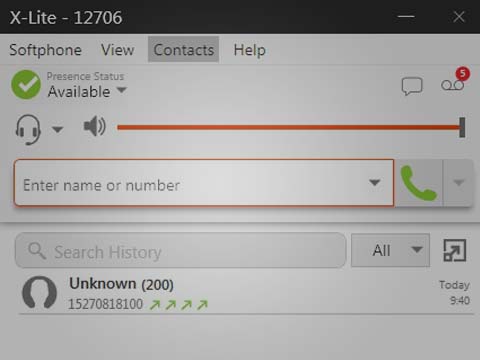 X-Lite - 12706
Softphone View Contacts Help
Presence Status
Available
5
Enter name or number
Search History
All
Unknown (200)
Today
15270818100
9:40